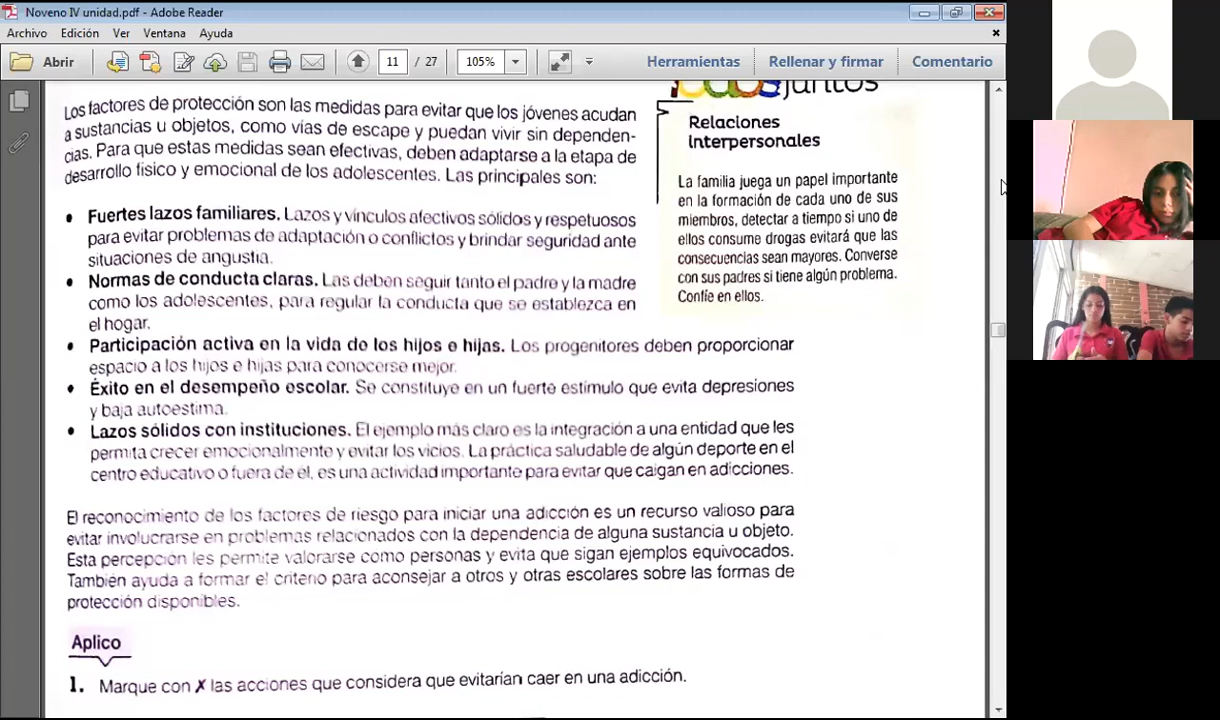 Noveno IV unidad.pdf - Adobe Reader
Archivo Edición Ver Ventana Ayuda
Abrir 11 / 27 105% Herramientas Rellenar y firmar Comentario
Los factores de protección son las medidas para evitar que los jóvenes acudan
a sustancias u objetos, como vías de escape y puedan vivir sin dependen-
cias. Para que estas medidas sean efectivas, deben adaptarse a la etapa de
desarrollo físico y emocional de los adolescentes. Las principales son:
• Fuertes lazos familiares. Lazos y vínculos afectivos sólidos y respetuosos
para evitar problemas de adaptación o conflictos y brindar seguridad ante
situaciones de angustia.
• Normas de conducta claras. Las deben seguir tanto el padre y la madre
como los adolescentes, para regular la conducta que se establezca en
el hogar.
• Participación activa en la vida de los hijos e hijas. Los progenitores deben proporcionar
espacio a los hijos e hijas para conocerse mejor.
• Éxito en el desempeño escolar. Se constituye en un fuerte estímulo que evita depresiones
y baja autoestima.
• Lazos sólidos con instituciones. El ejemplo más claro es la integración a una entidad que les
permita crecer emocionalmente y evitar los vicios. La práctica saludable de algún deporte en el
centro educativo o fuera de él, es una actividad importante para evitar que caigan en adicciones.
El reconocimiento de los factores de riesgo para iniciar una adicción es un recurso valioso para
evitar involucrarse en problemas relacionados con la dependencia de alguna sustancia u objeto.
Esta percepción les permite valorarse como personas y evita que sigan ejemplos equivocados.
También ayuda a formar el criterio para aconsejar a otros y otras escolares sobre las formas de
protección disponibles.
Aplico
1. Marque con ✗ las acciones que considera que evitarían caer en una adicción.
Todos juntos
Relaciones
interpersonales
La familia juega un papel importante
en la formación de cada uno de sus
miembros, detectar a tiempo si uno de
ellos consume drogas evitará que las
consecuencias sean mayores. Converse
con sus padres si tiene algún problema.
Confíe en ellos.